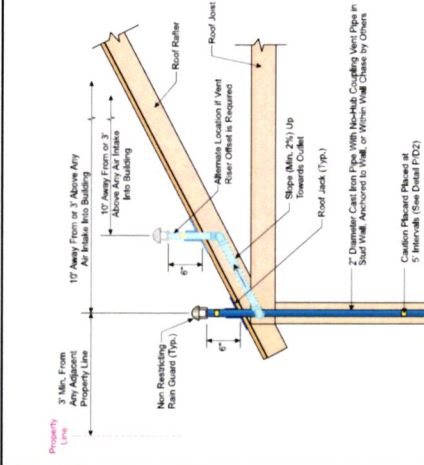 Property
Line
3' Min. From
Any Adjacent
Property Line
10' Away From or 3' Above Any
Air Intake Into Building
10' Away From or 3'
Above Any Air Intake
Into Building
Roof Rafter
Roof Joist
Non Restricting
Rain Guard (Typ.)
6"
6"
Alternate Location if Vent
Riser Offset is Required
Slope (Min. 2%) Up
Towards Outlet
Roof Jack (Typ.)
2" Diameter Cast Iron Pipe With No-Hub Coupling Vent Pipe in
Stud Wall, Anchored to Wall, or Within Wall Chase by Others
Caution Placard Placed at
5' Intervals (See Detail P/D2)